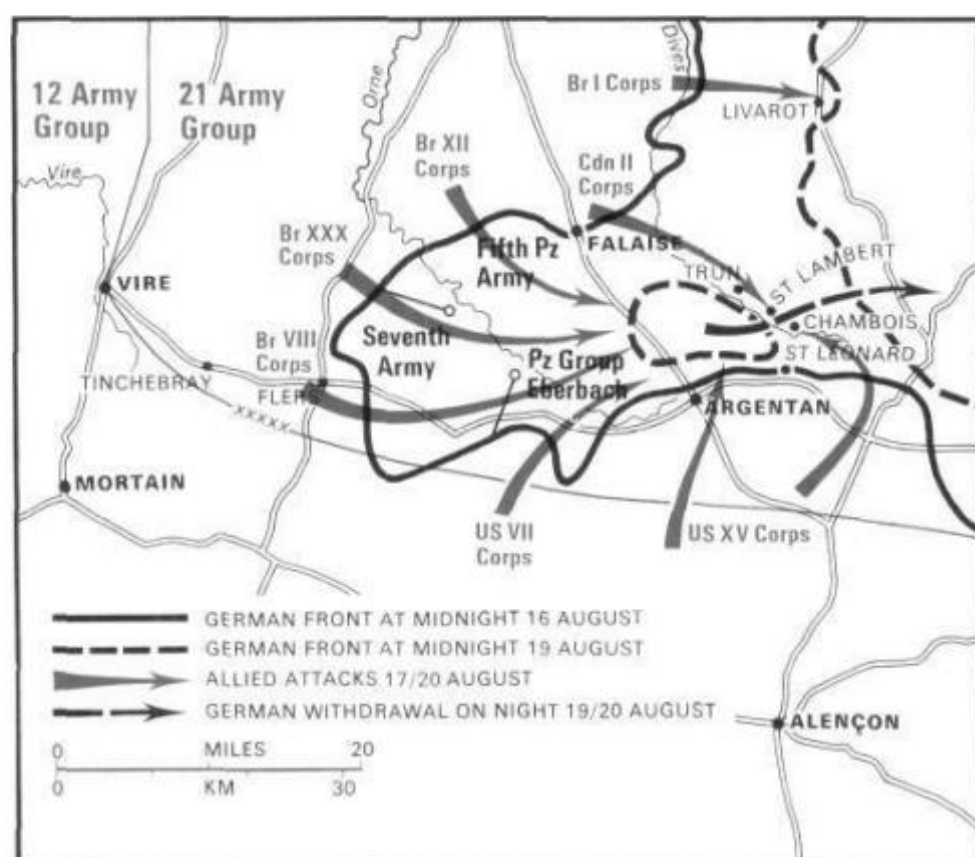 12 Army
Group
21 Army
Group
Vire
Orne
Dives
Br I Corps
LIVAROT
Br XII
Corps
Cdn II
Corps
Br XXX
Corps
Fifth Pz
Army
FALAISE
TRUN
ST LAMBERT
VIRE
CHAMBOIS
ST LEONARD
Br VIII
Corps
Seventh
Army
Pz Group
Eberbach
TINCHEBRAY
FLERS
XXXXX
ARGENTAN
MORTAIN
US VII
Corps
US XV Corps
GERMAN FRONT AT MIDNIGHT 16 AUGUST
GERMAN FRONT AT MIDNIGHT 19 AUGUST
ALLIED ATTACKS 17/20 AUGUST
GERMAN WITHDRAWAL ON NIGHT 19/20 AUGUST
0 MILES 20
0 KM 30
ALENÇON